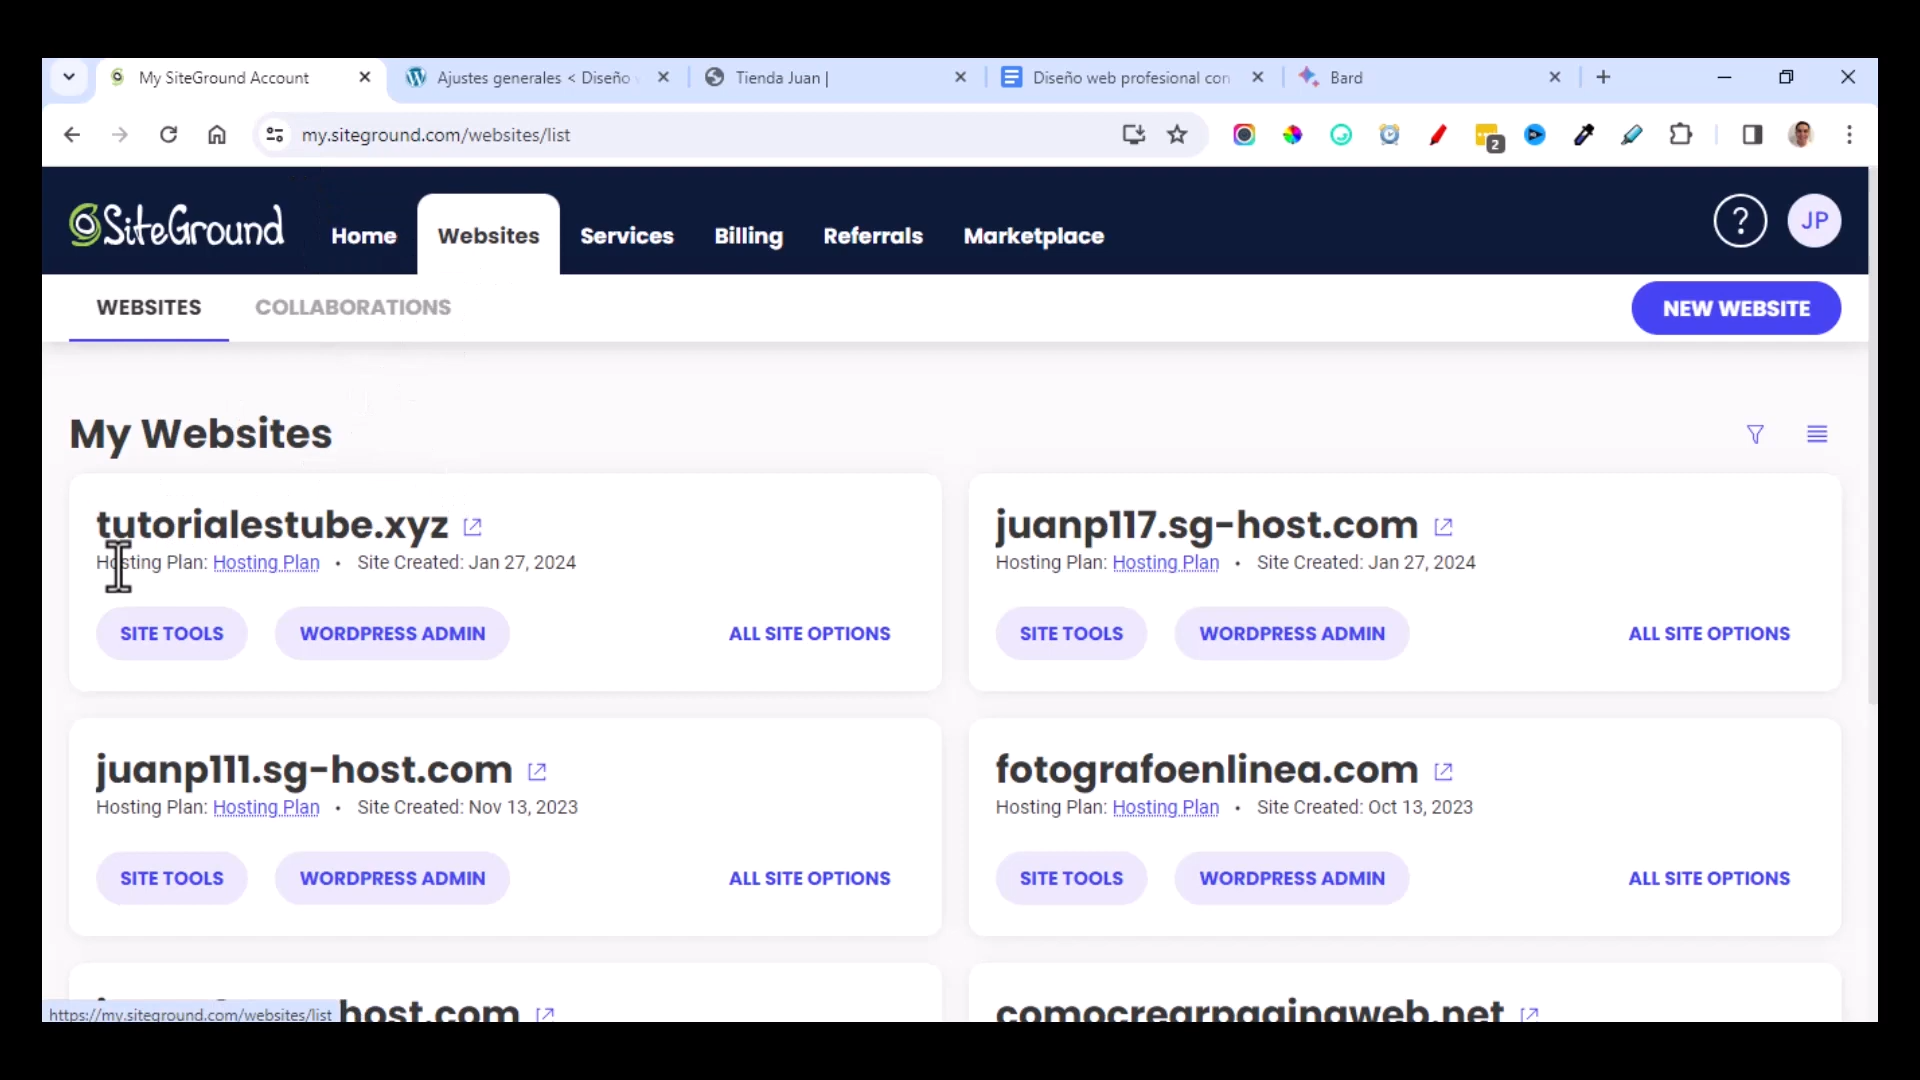 My SiteGround Account
Ajustes generales < Diseño
Tienda Juan |
Diseño web profesional con
Bard
my.siteground.com/websites/list
2
SiteGround
Home
Websites
Services
Billing
Referrals
Marketplace
?
JP
WEBSITES
COLLABORATIONS
NEW WEBSITE
My Websites
tutorialestube.xyz
Hosting Plan: Hosting Plan • Site Created: Jan 27, 2024
SITE TOOLS
WORDPRESS ADMIN
ALL SITE OPTIONS
juanp117.sg-host.com
Hosting Plan: Hosting Plan • Site Created: Jan 27, 2024
SITE TOOLS
WORDPRESS ADMIN
ALL SITE OPTIONS
juanp111.sg-host.com
Hosting Plan: Hosting Plan • Site Created: Nov 13, 2023
SITE TOOLS
WORDPRESS ADMIN
ALL SITE OPTIONS
fotografoenlinea.com
Hosting Plan: Hosting Plan • Site Created: Oct 13, 2023
SITE TOOLS
WORDPRESS ADMIN
ALL SITE OPTIONS
host.com
comocrearpaginaweb.net
https://my.siteground.com/websites/list